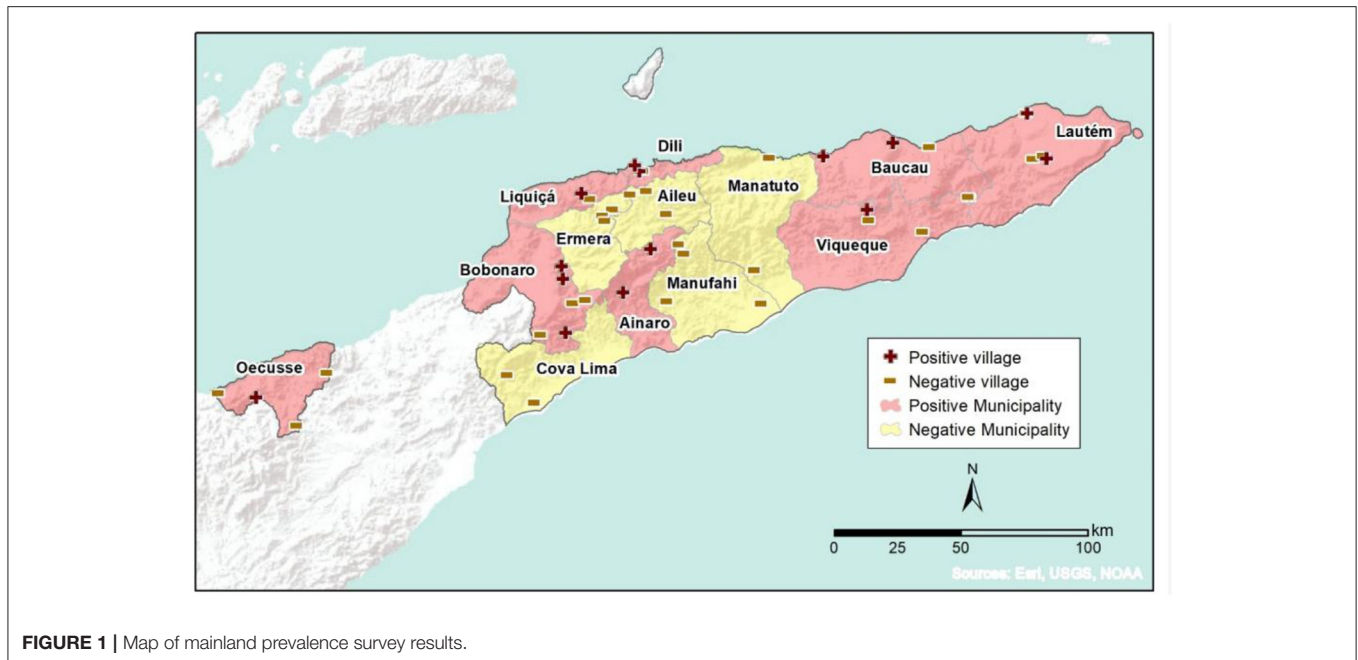 Dili
Lautém
Baucau
Manatuto
Liquiçá
Aileu
Ermera
Viqueque
Bobonaro
Manufahi
Ainaro
Oecusse
Cova Lima
Positive village
Negative village
Positive Municipality
Negative Municipality
N
km
0 25 50 100
Sources: Esri, USGS, NOAA
FIGURE 1 | Map of mainland prevalence survey results.